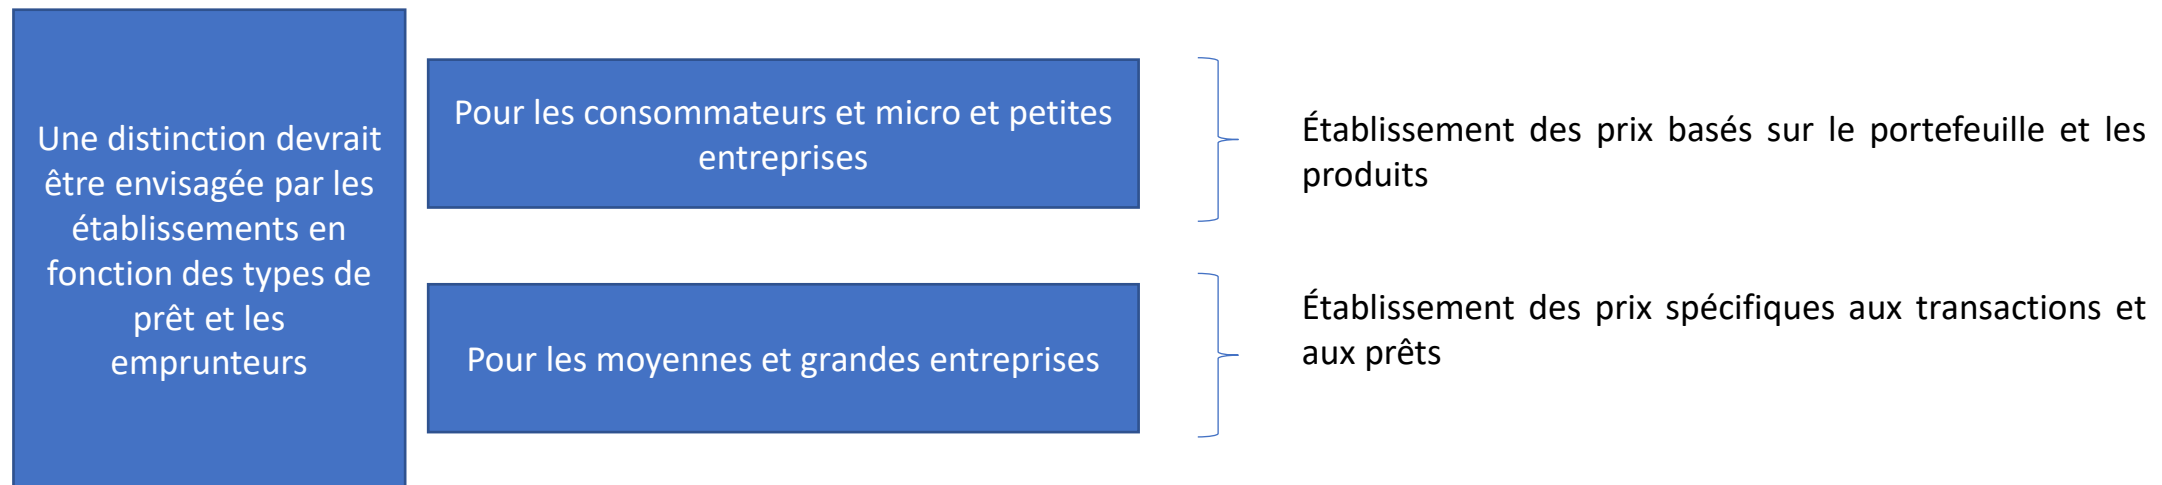 Une distinction devrait
être envisagée par les
établissements en
fonction des types de
prêt et les
emprunteurs
Pour les consommateurs et micro et petites
entreprises
Établissement des prix basés sur le portefeuille et les
produits
Pour les moyennes et grandes entreprises
Établissement des prix spécifiques aux transactions et
aux prêts